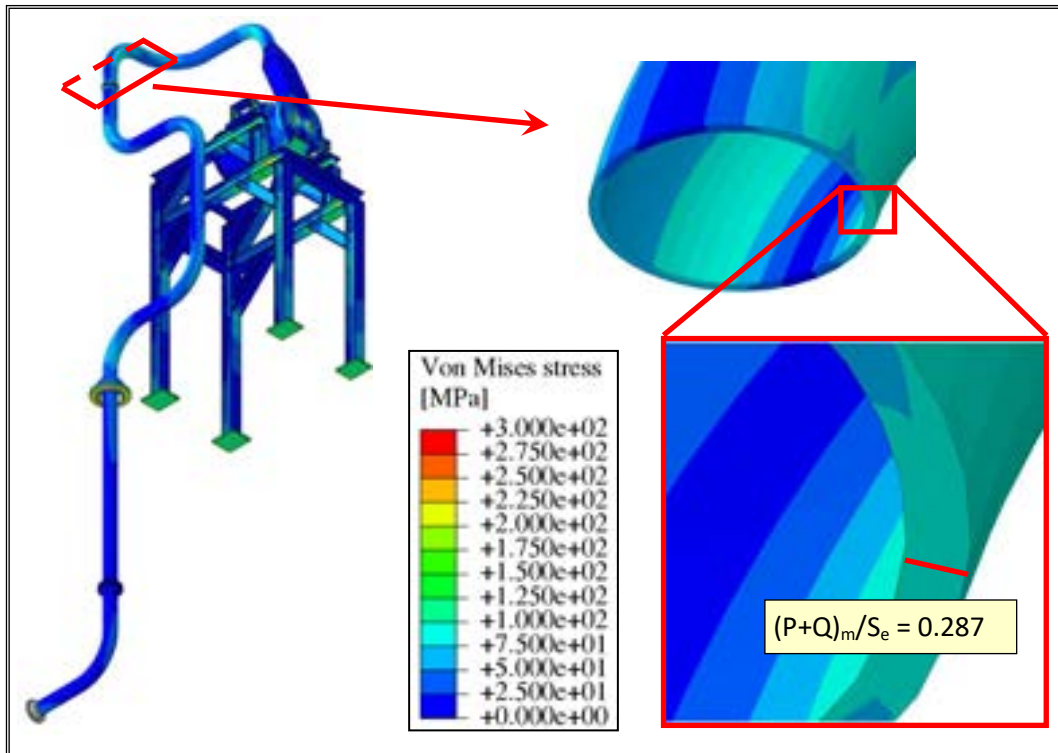 Von Mises stress
[MPa]
+3.000e+02
+2.750e+02
+2.500e+02
+2.250e+02
+2.000e+02
+1.750e+02
+1.500e+02
+1.250e+02
+1.000e+02
+7.500e+01
+5.000e+01
+2.500e+01
+0.000e+00
(P+Q)ₘ/Sₑ = 0.287